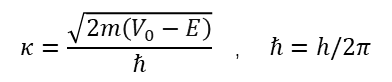 κ = √(2m(V₀ − E)) / ħ , ħ = h/2π